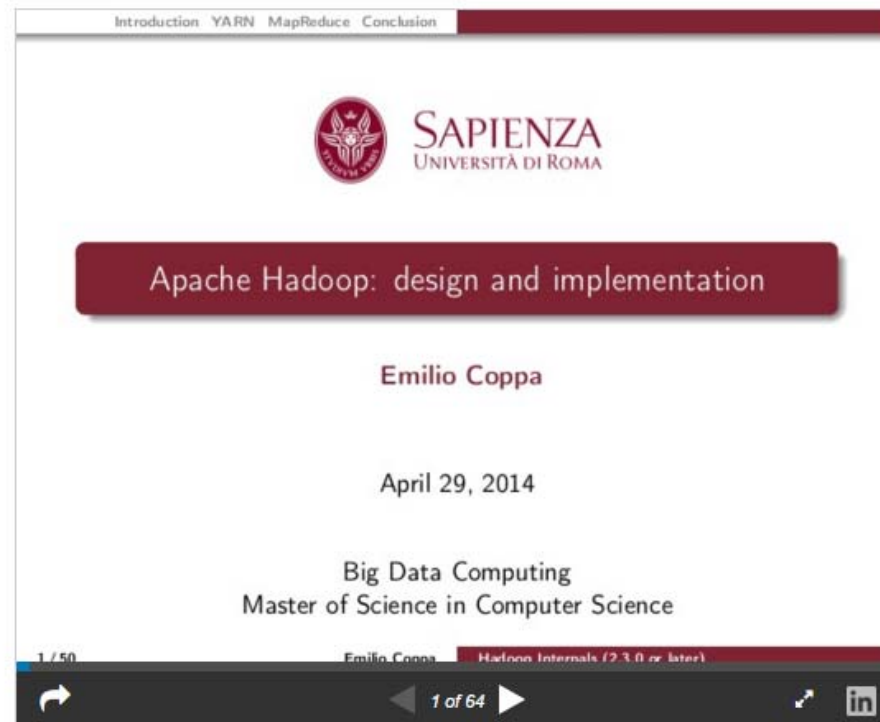 Introduction YARN MapReduce Conclusion
SAPIENZA
UNIVERSITÀ DI ROMA
Apache Hadoop: design and implementation
Emilio Coppa
April 29, 2014
Big Data Computing
Master of Science in Computer Science
1 / 50 Emilio Coppa Hadoop Internals (2.3.0 or later)
1 of 64
in